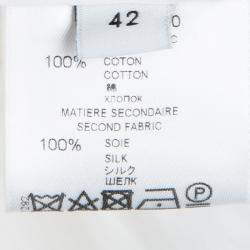 42
100% COTON
COTTON
綿
ХЛОПОК
MATIERE SECONDAIRE
SECOND FABRIC
100% SOIE
SILK
シルク
ШЕЛК
P